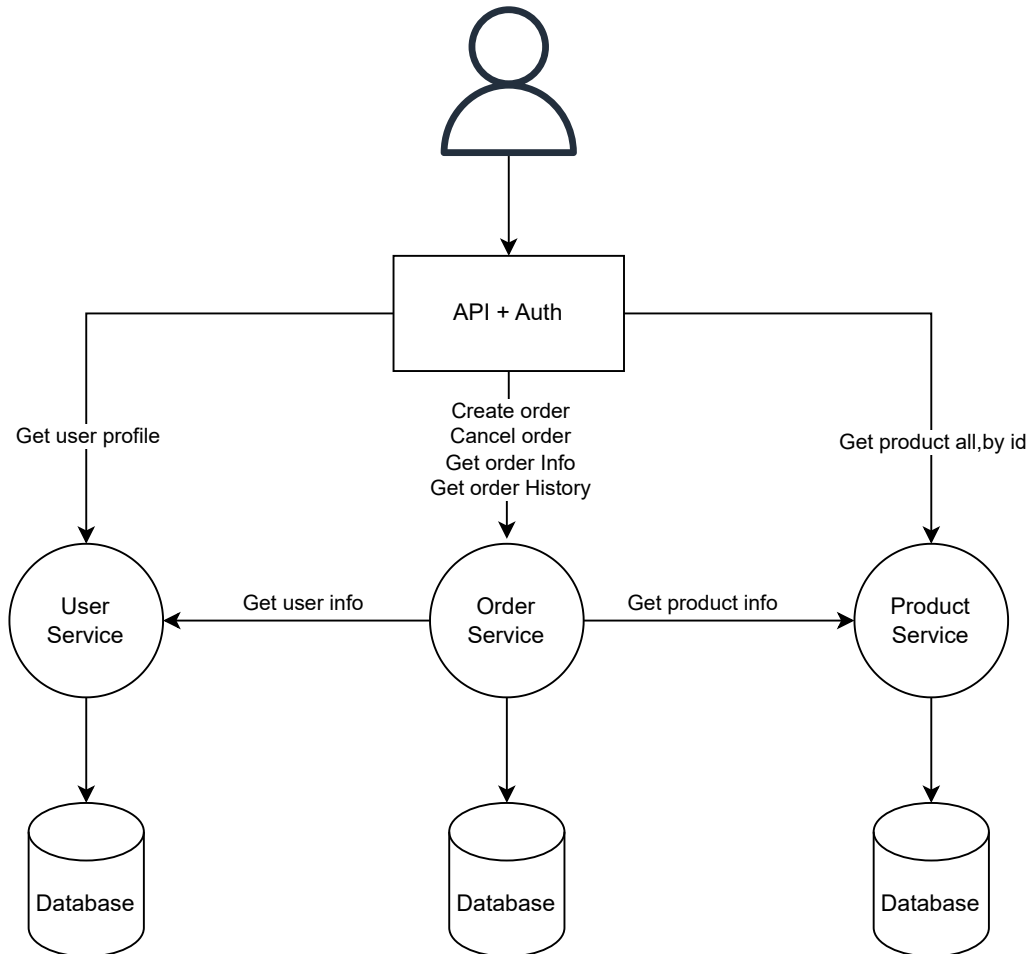 API + Auth
Get user profile
Create order
Cancel order
Get order Info
Get order History
Get product all,by id
User
Service
Get user info
Order
Service
Get product info
Product
Service
Database
Database
Database